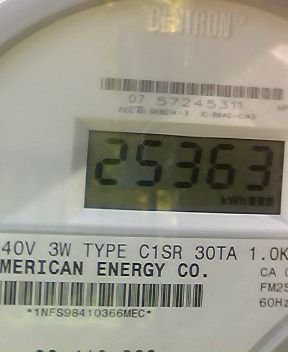 CENTRON®
07 57245311
25363
kWh
40V 3W TYPE C1SR 30TA 1.0K
MERICAN ENERGY CO.
CA
FM2S
60Hz
*1NFS98410366MEC*